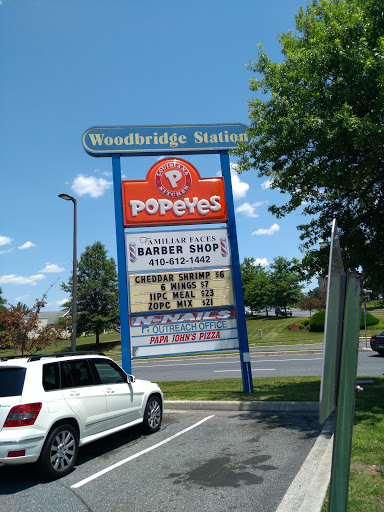 Woodbridge Station
LOUISIANA
KITCHEN
P
POPEYES
FAMILIAR FACES
BARBER SHOP
410-612-1442
CHEDDAR SHRIMP $6
6 WINGS $7
11PC MEAL $23
20PC MIX $21
NAILS
OUTREACH OFFICE
PAPA JOHN'S PIZZA